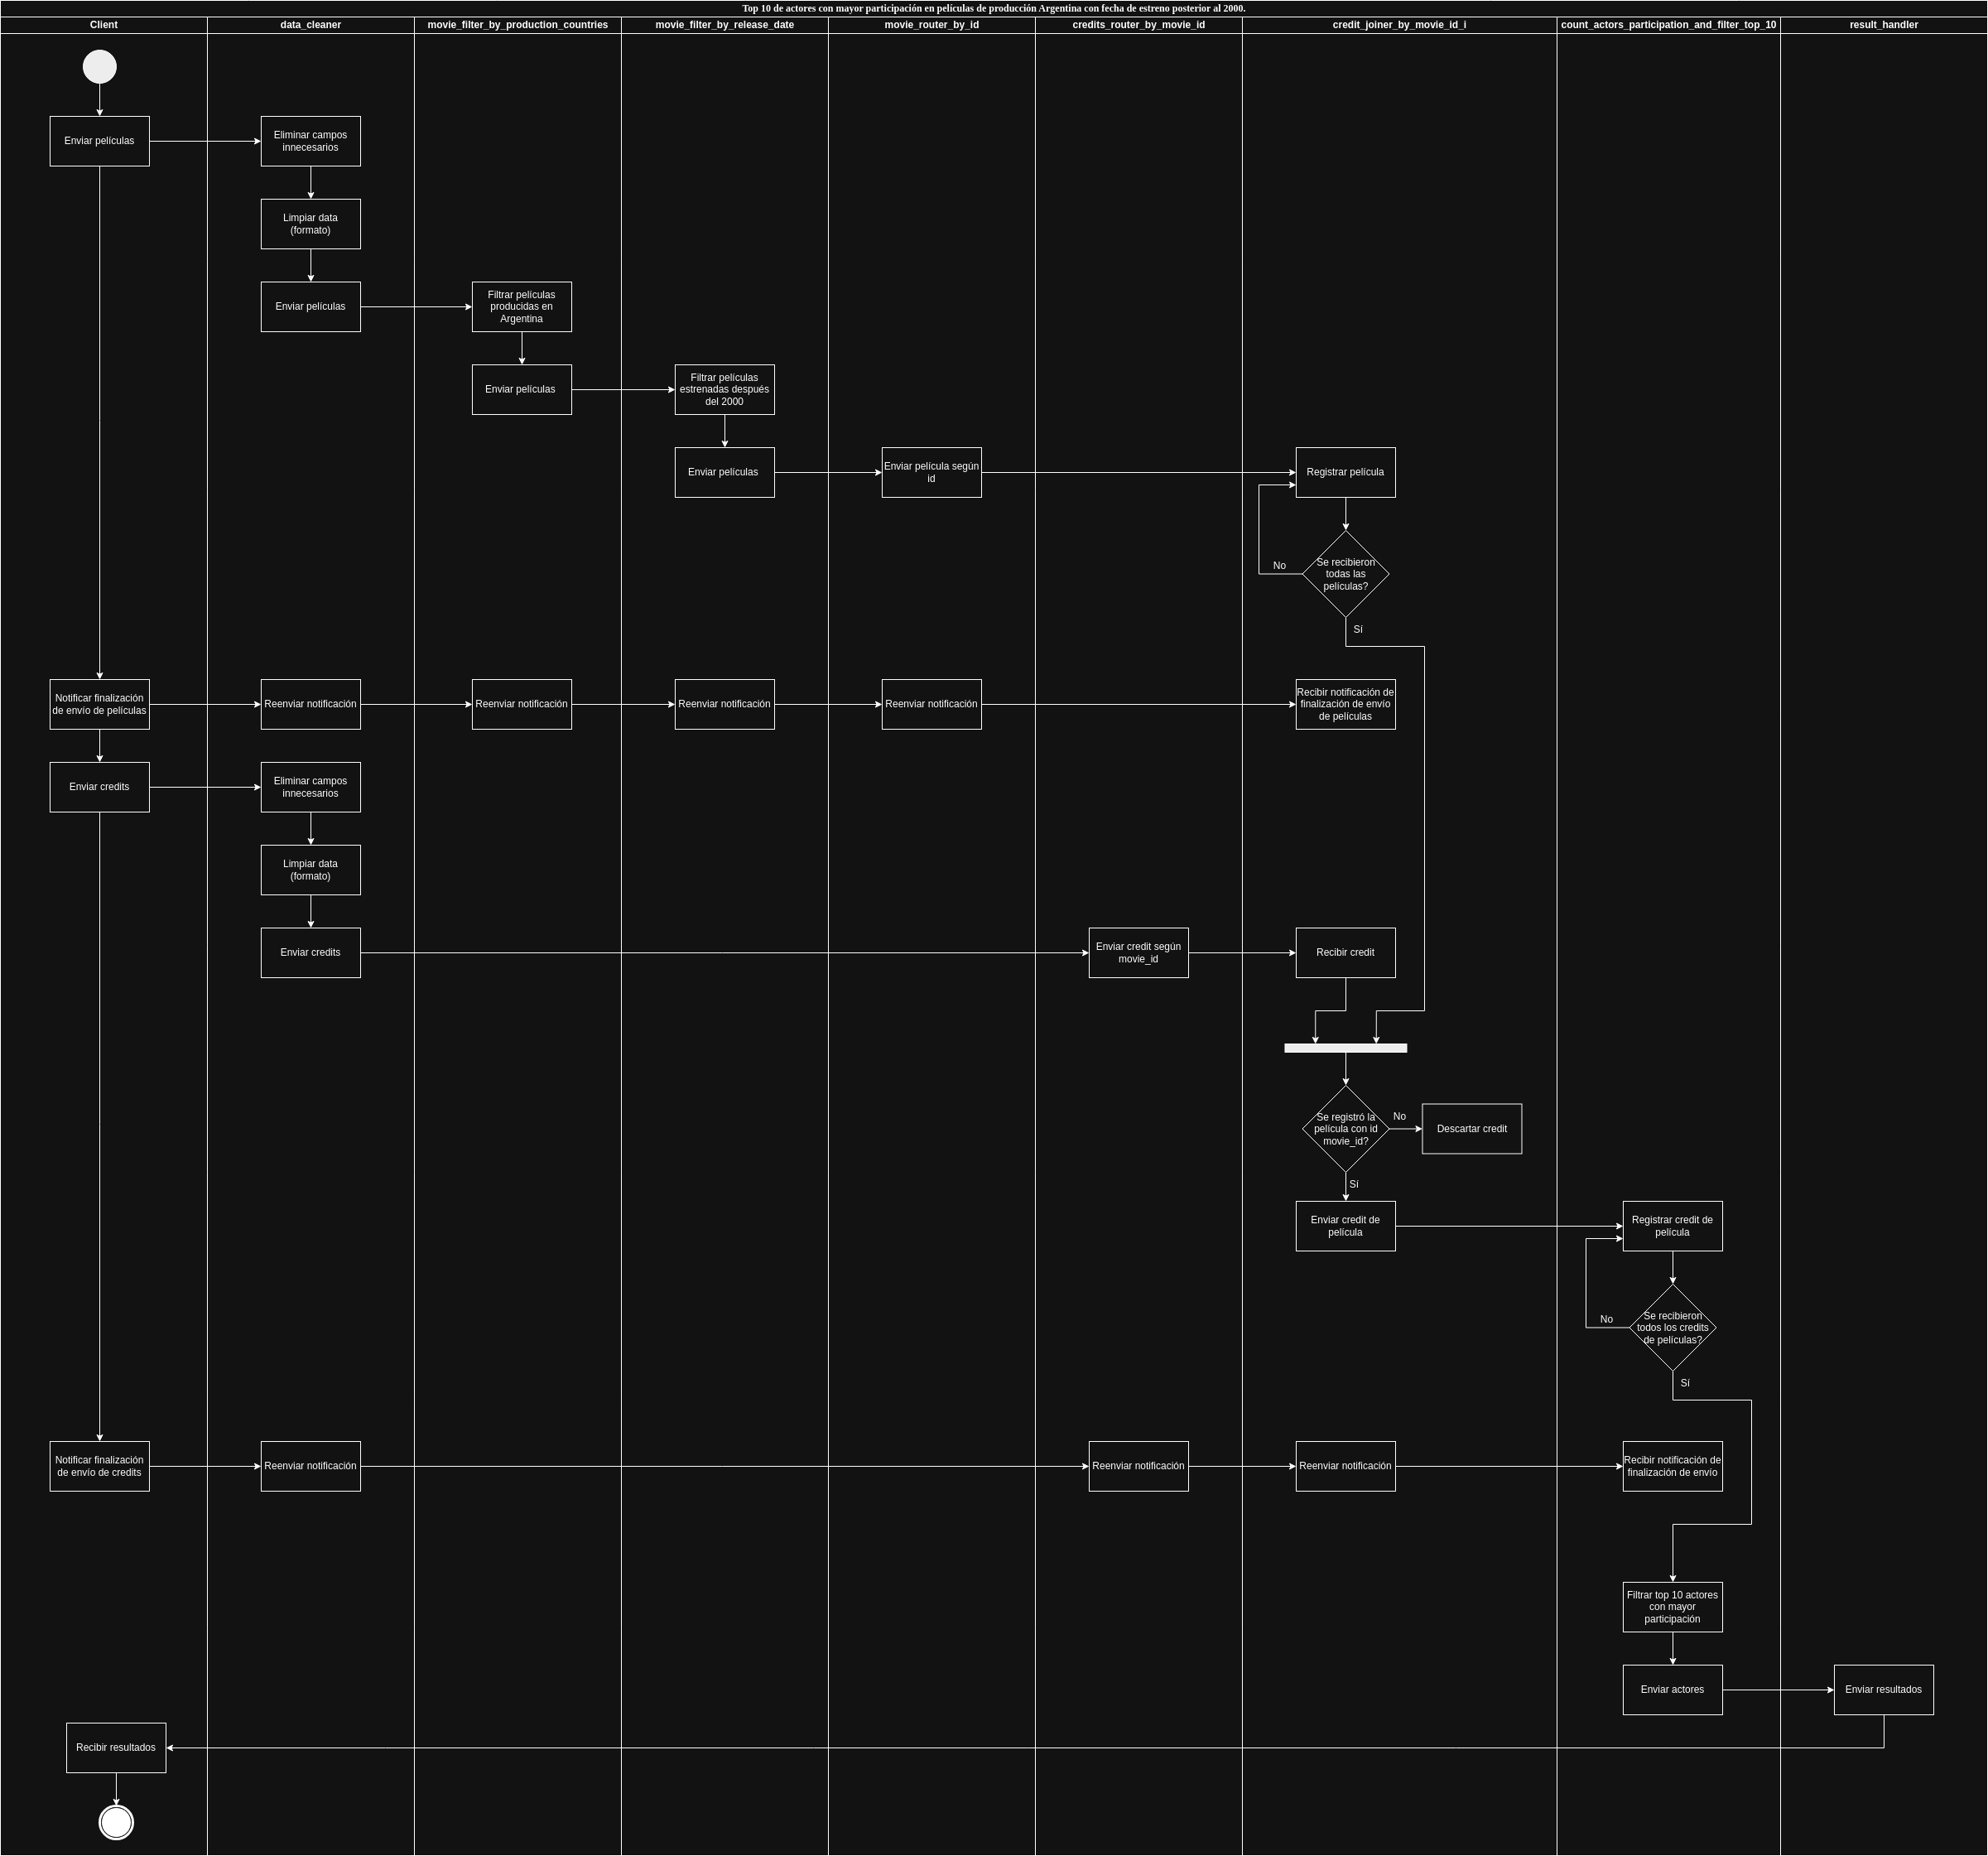 Top 10 de actores con mayor participación en películas de producción Argentina con fecha de estreno posterior al 2000.
Client
data_cleaner
movie_filter_by_production_countries
movie_filter_by_release_date
movie_router_by_id
credits_router_by_movie_id
credit_joiner_by_movie_id_i
count_actors_participation_and_filter_top_10
result_handler
Enviar películas
Eliminar campos
innecesarios
Limpiar data
(formato)
Enviar películas
Filtrar películas
producidas en
Argentina
Enviar películas
Filtrar películas
estrenadas después
del 2000
Enviar películas
Enviar película según
id
Registrar película
Se recibieron
todas las
películas?
No
Sí
Notificar finalización
de envío de películas
Reenviar notificación
Reenviar notificación
Reenviar notificación
Reenviar notificación
Recibir notificación de
finalización de envío
de películas
Enviar credits
Eliminar campos
innecesarios
Limpiar data
(formato)
Enviar credits
Enviar credit según
movie_id
Recibir credit
Se registró la
película con id
movie_id?
No
Descartar credit
Sí
Enviar credit de
película
Registrar credit de
película
Se recibieron
todos los credits
de películas?
No
Sí
Notificar finalización
de envío de credits
Reenviar notificación
Reenviar notificación
Reenviar notificación
Recibir notificación de
finalización de envío
Filtrar top 10 actores
con mayor
participación
Enviar actores
Enviar resultados
Recibir resultados